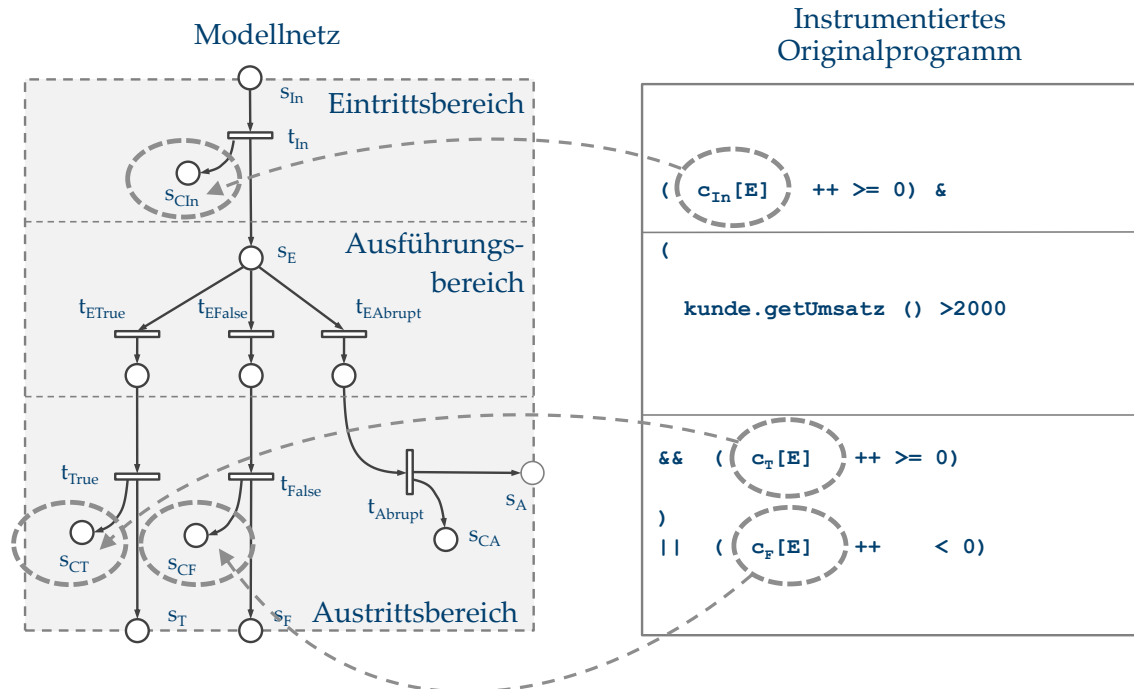 Modellnetz
Instrumentiertes
Originalprogramm
s_In
Eintrittsbereich
t_In
s_CIn
( c_In[E] ++ >= 0) &
s_E
Ausführungs-
bereich
(
t_ETrue
t_EFalse
t_EAbrupt
kunde.getUmsatz () >2000
t_True
t_False
t_Abrupt
s_A
s_CT
s_CF
s_CA
&& ( c_T[E] ++ >= 0)
)
|| ( c_F[E] ++ < 0)
s_T
s_F
Austrittsbereich